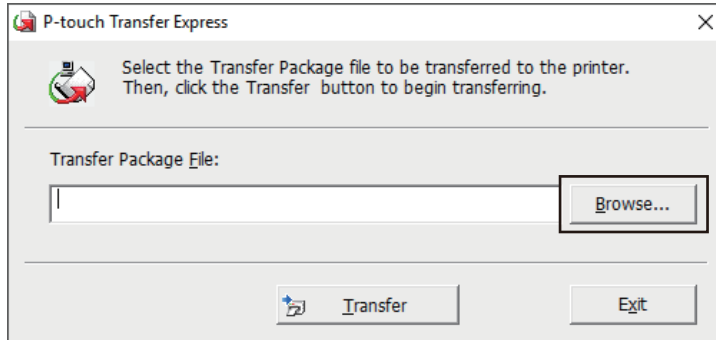 P-touch Transfer Express
Select the Transfer Package file to be transferred to the printer.
Then, click the Transfer button to begin transferring.
Transfer Package File:
Browse...
Transfer
Exit